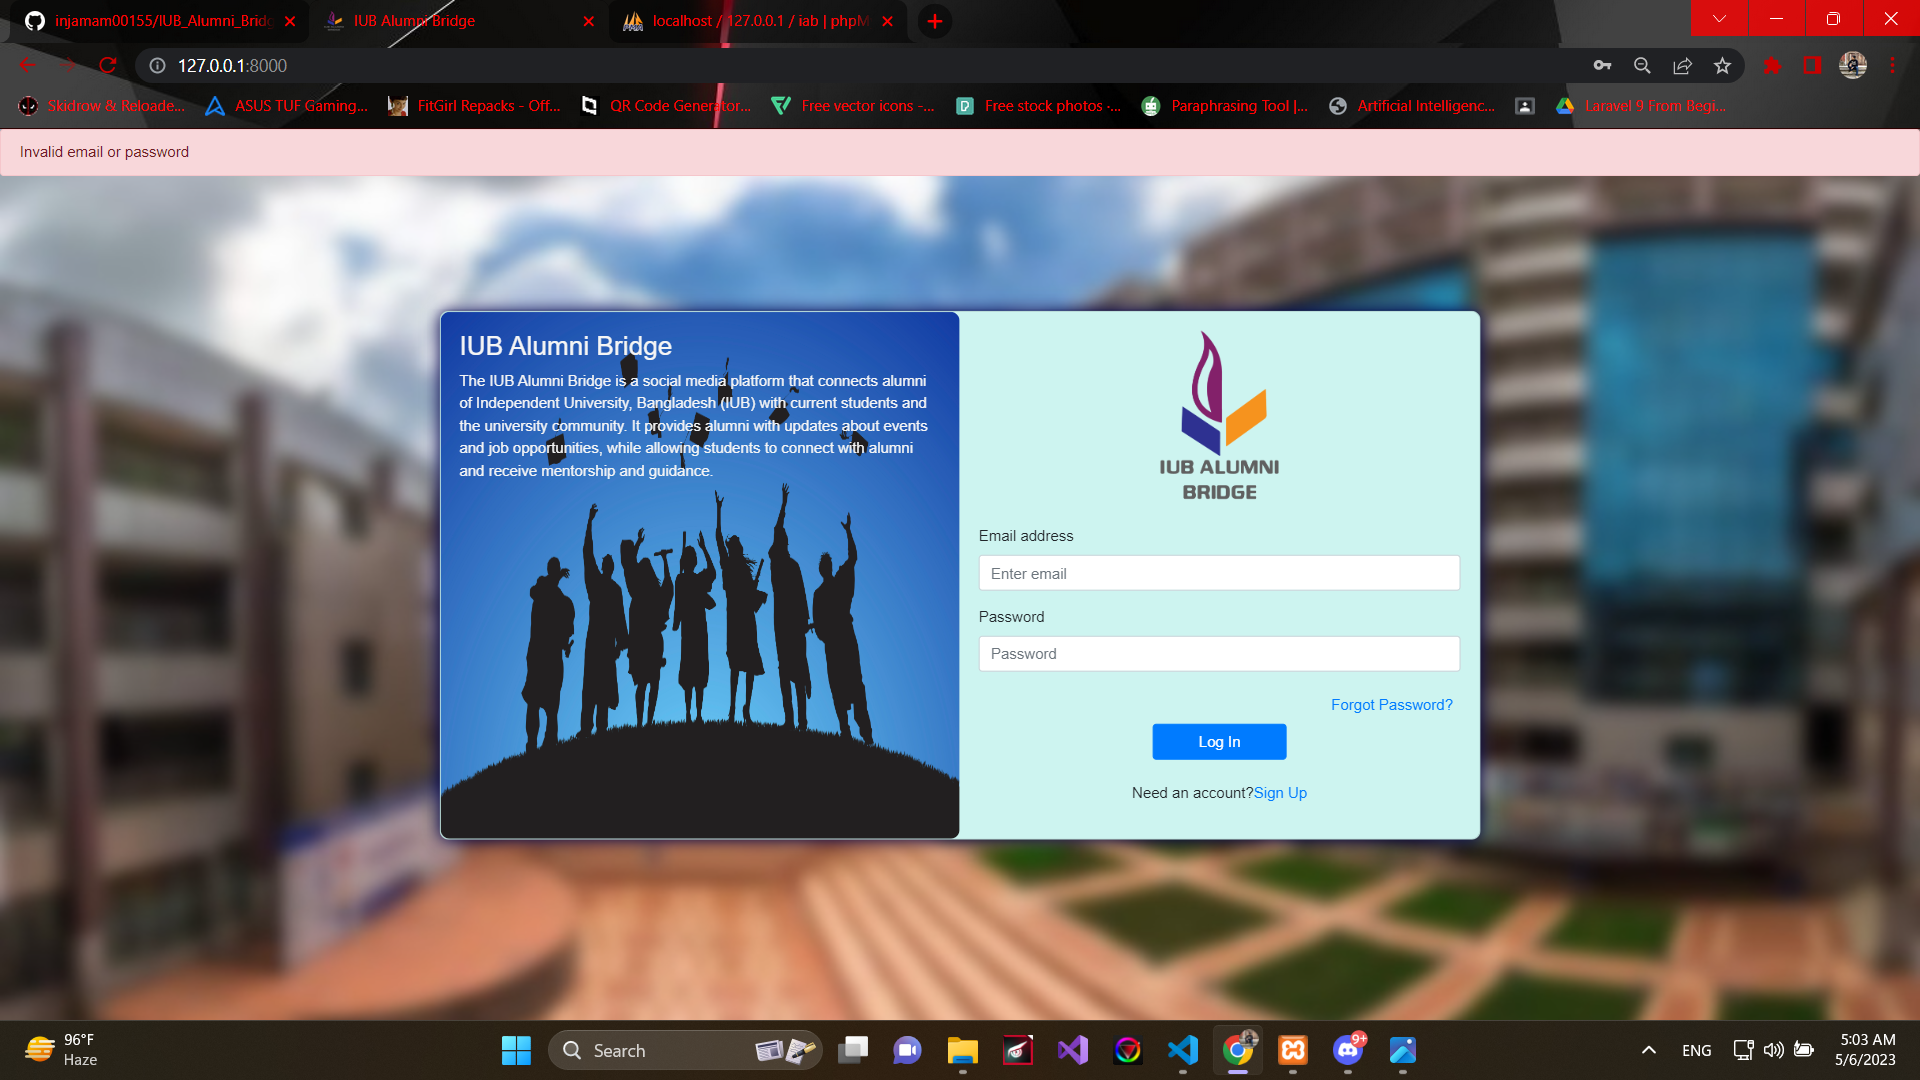 injamam00155/IUB_Alumni_Bridg
IUB Alumni Bridge
localhost / 127.0.0.1 / iab | phpM
127.0.0.1:8000
Skidrow & Reloade...
ASUS TUF Gaming...
FitGirl Repacks - Off...
QR Code Generator...
Free vector icons -...
Free stock photos ·...
Paraphrasing Tool |...
Artificial Intelligenc...
Laravel 9 From Begi...
Invalid email or password
IUB Alumni Bridge
The IUB Alumni Bridge is a social media platform that connects alumni
of Independent University, Bangladesh (IUB) with current students and
the university community. It provides alumni with updates about events
and job opportunities, while allowing students to connect with alumni
and receive mentorship and guidance.
IUB ALUMNI
BRIDGE
Email address
Enter email
Password
Password
Forgot Password?
Log In
Need an account?Sign Up
96°F
Haze
Search
9+
ENG
5:03 AM
5/6/2023